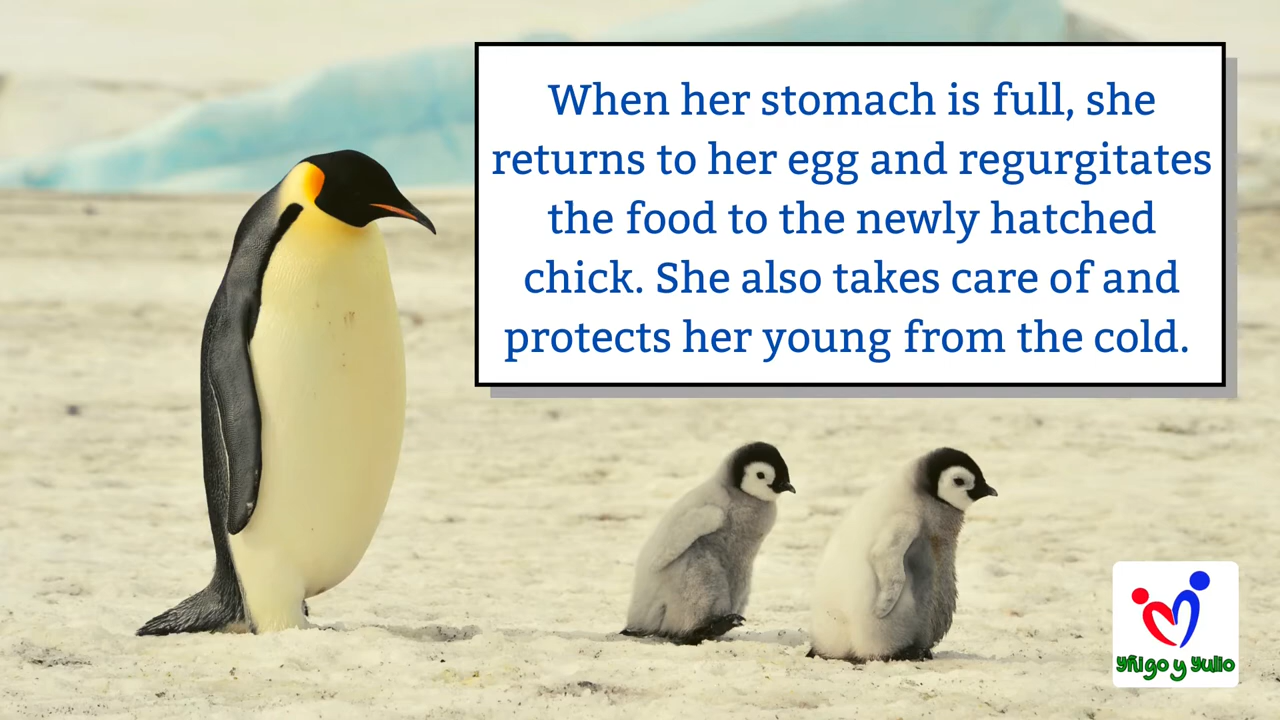 When her stomach is full, she
returns to her egg and regurgitates
the food to the newly hatched
chick. She also takes care of and
protects her young from the cold.
Yñigo y Yulio